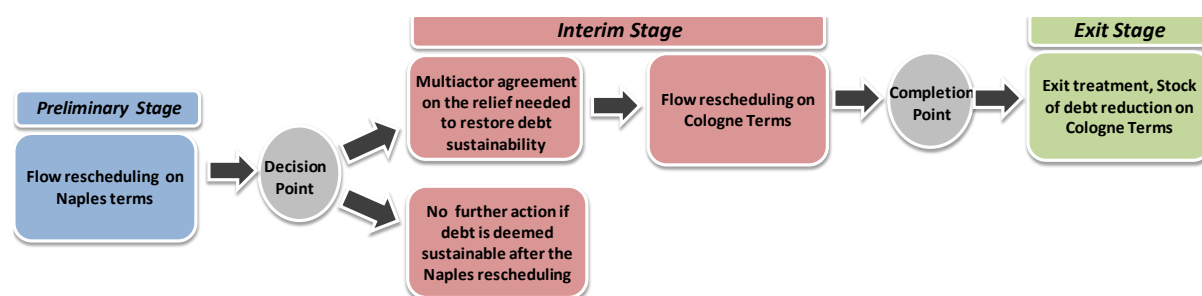 Preliminary Stage
Flow rescheduling on
Naples terms
Decision
Point
Interim Stage
Multiactor agreement
on the relief needed
to restore debt
sustainability
No further action if
debt is deemed
sustainable after the
Naples rescheduling
Flow rescheduling on
Cologne Terms
Completion
Point
Exit Stage
Exit treatment, Stock
of debt reduction on
Cologne Terms